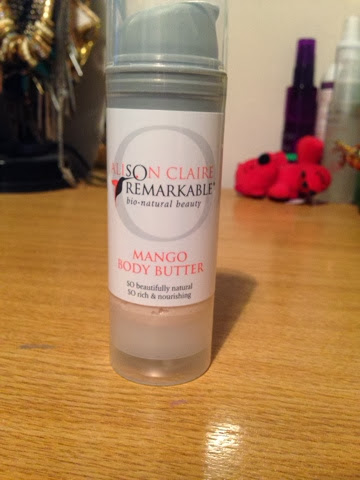 ALISON CLAIRE
REMARKABLE
bio-natural beauty
MANGO
BODY BUTTER
SO beautifully natural
SO rich & nourishing